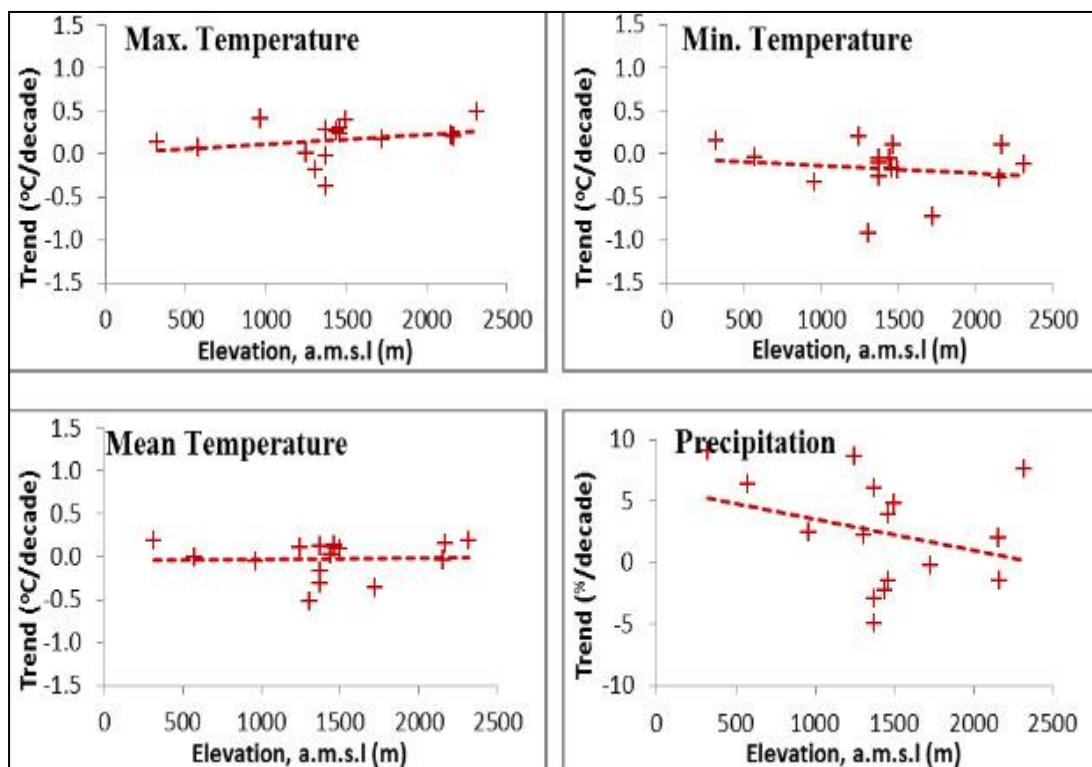 Max. Temperature
Trend (°C/decade)
1.5
1.0
0.5
0.0
-0.5
-1.0
-1.5
0 500 1000 1500 2000 2500
Elevation, a.m.s.l (m)
Min. Temperature
Trend (°C/decade)
1.5
1.0
0.5
0.0
-0.5
-1.0
-1.5
0 500 1000 1500 2000 2500
Elevation, a.m.s.l (m)
Mean Temperature
Trend (°C/decade)
1.5
1.0
0.5
0.0
-0.5
-1.0
-1.5
0 500 1000 1500 2000 2500
Elevation, a.m.s.l (m)
Precipitation
Trend (%/decade)
10
5
0
-5
-10
0 500 1000 1500 2000 2500
Elevation, a.m.s.l (m)